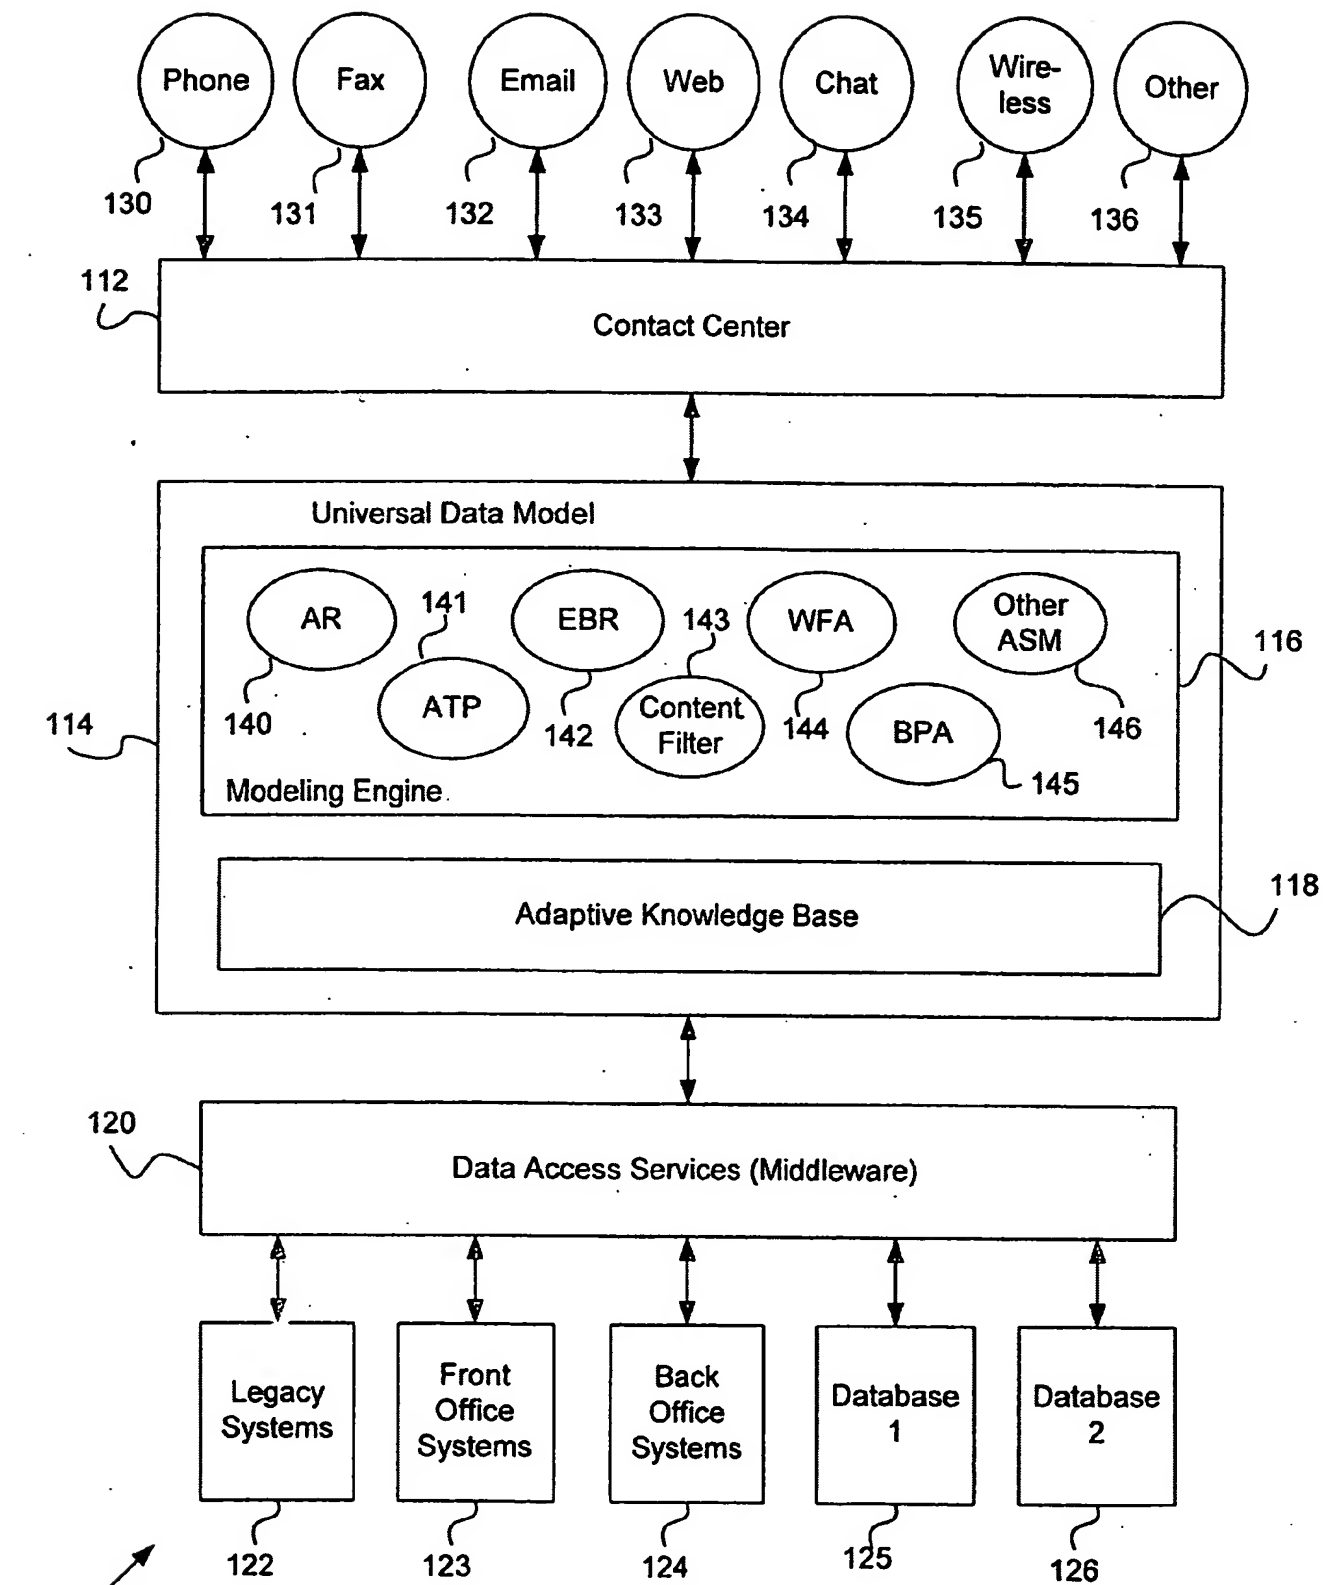 Phone
Fax
Email
Web
Chat
Wire-
less
Other
130
131
132
133
134
135
136
112
Contact Center
Universal Data Model
AR
141
EBR
143
WFA
Other
ASM
116
140
ATP
142
Content
Filter
144
BPA
146
114
145
Modeling Engine
118
Adaptive Knowledge Base
120
Data Access Services (Middleware)
Legacy
Systems
Front
Office
Systems
Back
Office
Systems
Database
1
Database
2
122
123
124
125
126